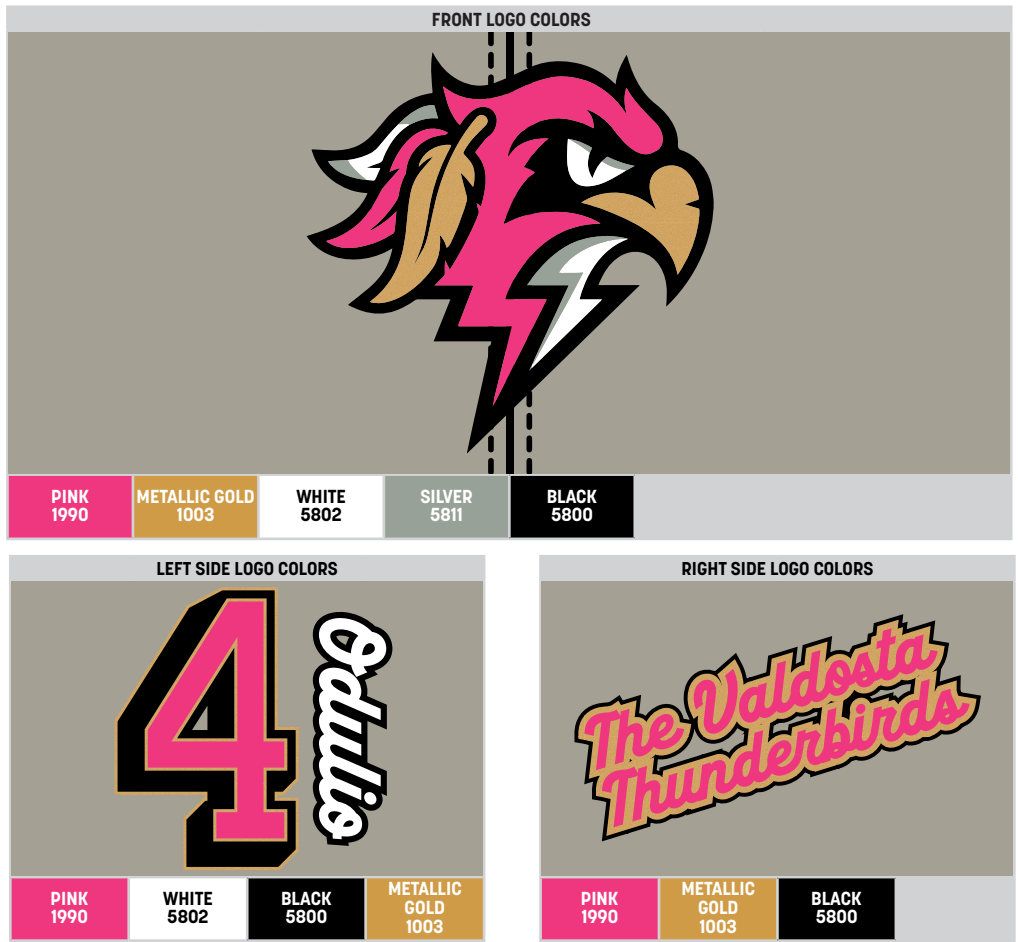 FRONT LOGO COLORS
PINK
1990
METALLIC GOLD
1003
WHITE
5802
SILVER
5811
BLACK
5800
LEFT SIDE LOGO COLORS
4
Odulio
PINK
1990
WHITE
5802
BLACK
5800
METALLIC
GOLD
1003
RIGHT SIDE LOGO COLORS
The Valdosta
Thunderbirds
PINK
1990
METALLIC
GOLD
1003
BLACK
5800